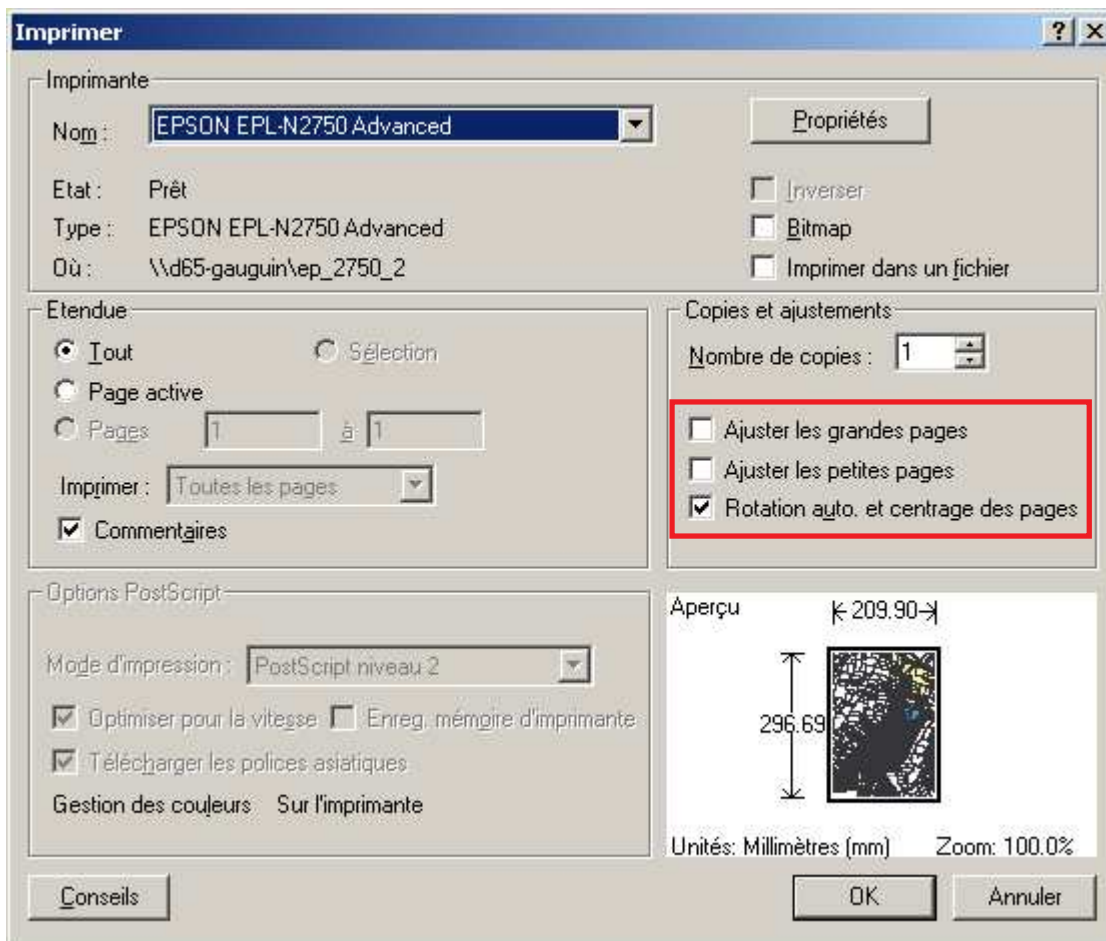 Imprimer
Imprimante
Nom : EPSON EPL-N2750 Advanced Propriétés
Etat : Prêt Inverser
Type : EPSON EPL-N2750 Advanced Bitmap
Où : \\d65-gauguin\ep_2750_2 Imprimer dans un fichier
Etendue
Tout Sélection
Page active
Pages 1 à 1
Imprimer : Toutes les pages
Commentaires
Copies et ajustements
Nombre de copies : 1
Ajuster les grandes pages
Ajuster les petites pages
Rotation auto. et centrage des pages
Options PostScript
Mode d'impression : PostScript niveau 2
Optimiser pour la vitesse Enreg. mémoire d'imprimante
Télécharger les polices asiatiques
Gestion des couleurs Sur l'imprimante
Aperçu 209.90
296.69
Unités: Millimètres (mm) Zoom: 100.0%
Conseils OK Annuler